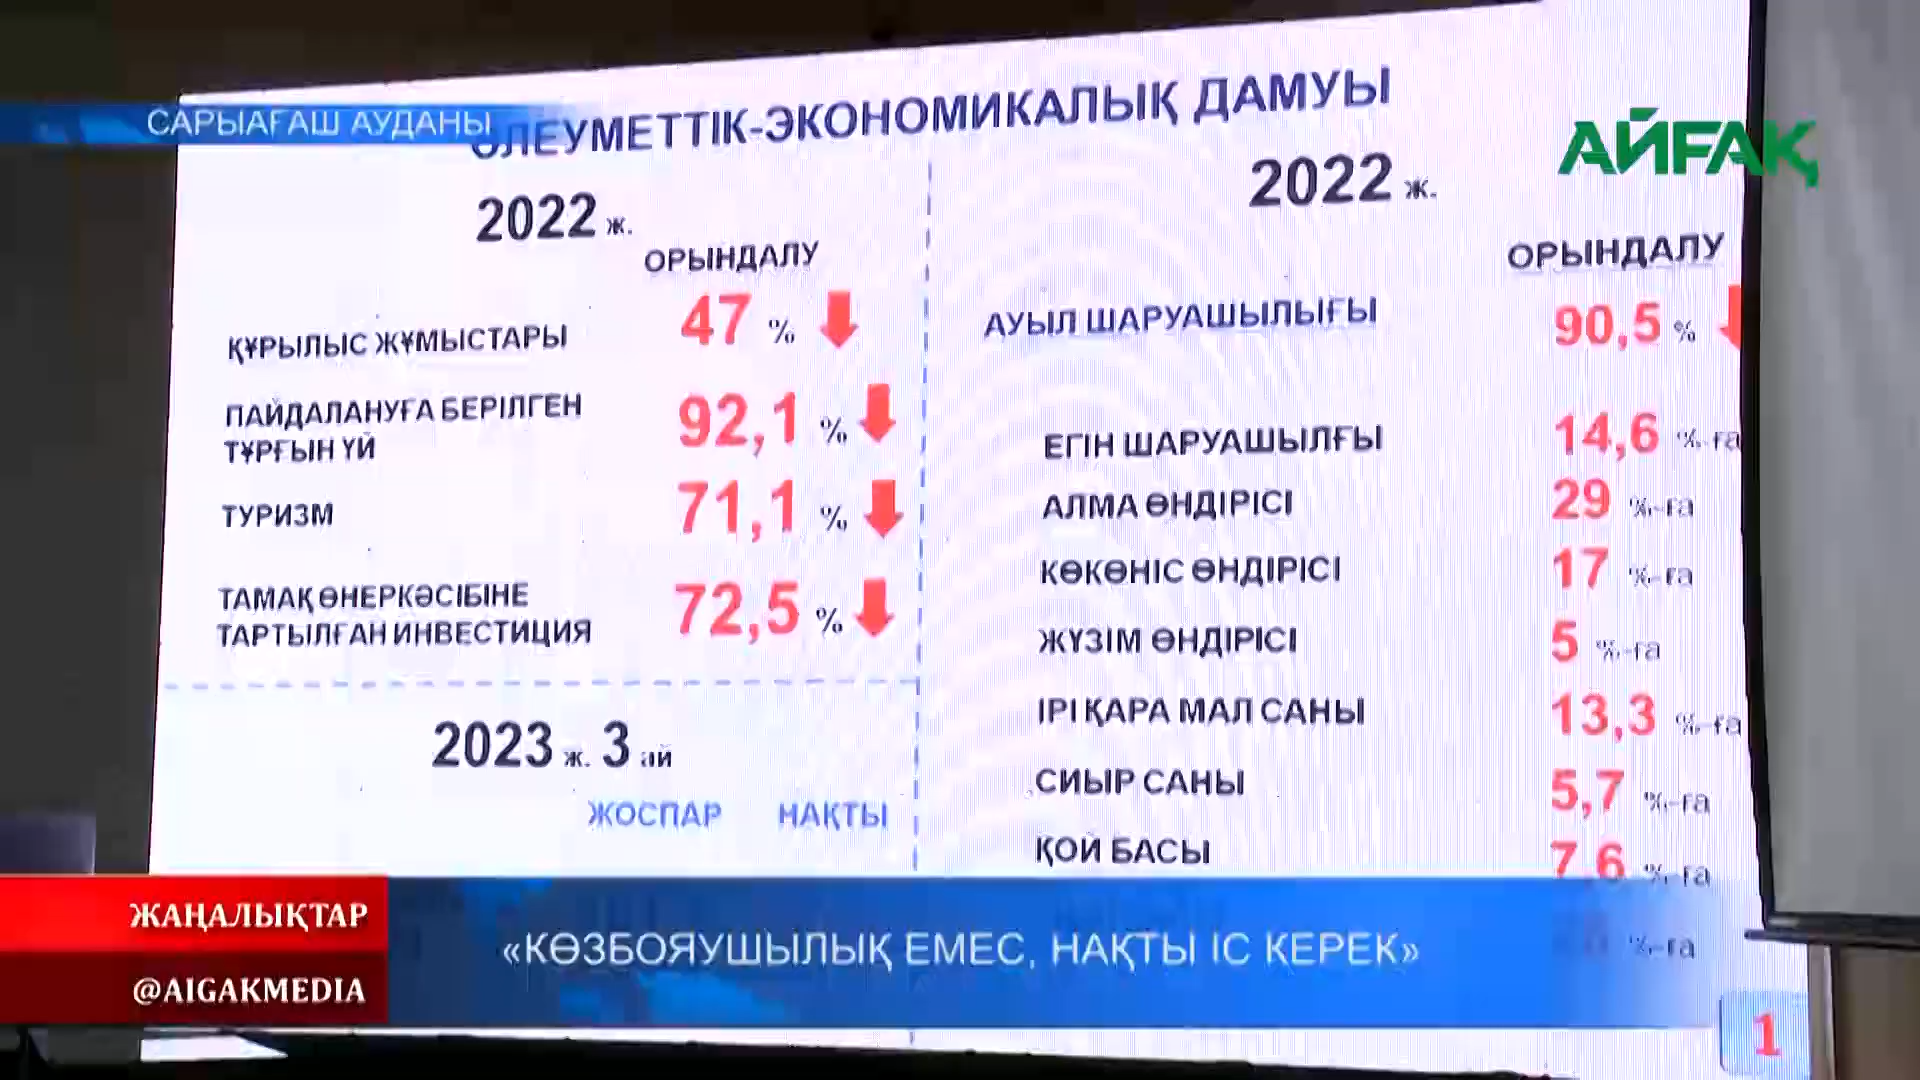 САРЫАҒАШ АУДАНЫ
ӘЛЕУМЕТТІК-ЭКОНОМИКАЛЫҚ ДАМУЫ
АЙҒАҚ
2022 ж.
ОРЫНДАЛУ
ҚҰРЫЛЫС ЖҰМЫСТАРЫ 47 %
ПАЙДАЛАНУҒА БЕРІЛГЕН
ТҰРҒЫН ҮЙ 92,1 %
ТУРИЗМ 71,1 %
ТАМАҚ ӨНЕРКӘСІБІНЕ
ТАРТЫЛҒАН ИНВЕСТИЦИЯ 72,5 %
2023 ж. 3 ай
ЖОСПАР НАҚТЫ
2022 ж.
ОРЫНДАЛУ
АУЫЛ ШАРУАШЫЛЫҒЫ 90,5 %
ЕГІН ШАРУАШЫЛҒЫ 14,6 %-ға
АЛМА ӨНДІРІСІ 29 %-ға
КӨКӨНІС ӨНДІРІСІ 17 %-ға
ЖҮЗІМ ӨНДІРІСІ 5 %-ға
ІРІ ҚАРА МАЛ САНЫ 13,3 %-ға
СИЫР САНЫ 5,7 %-ға
ҚОЙ БАСЫ 7,6 %-ға
%-ға
1
ЖАҢАЛЫҚТАР
@AIGAKMEDIA
«КӨЗБОЯУШЫЛЫҚ ЕМЕС, НАҚТЫ ІС КЕРЕК»